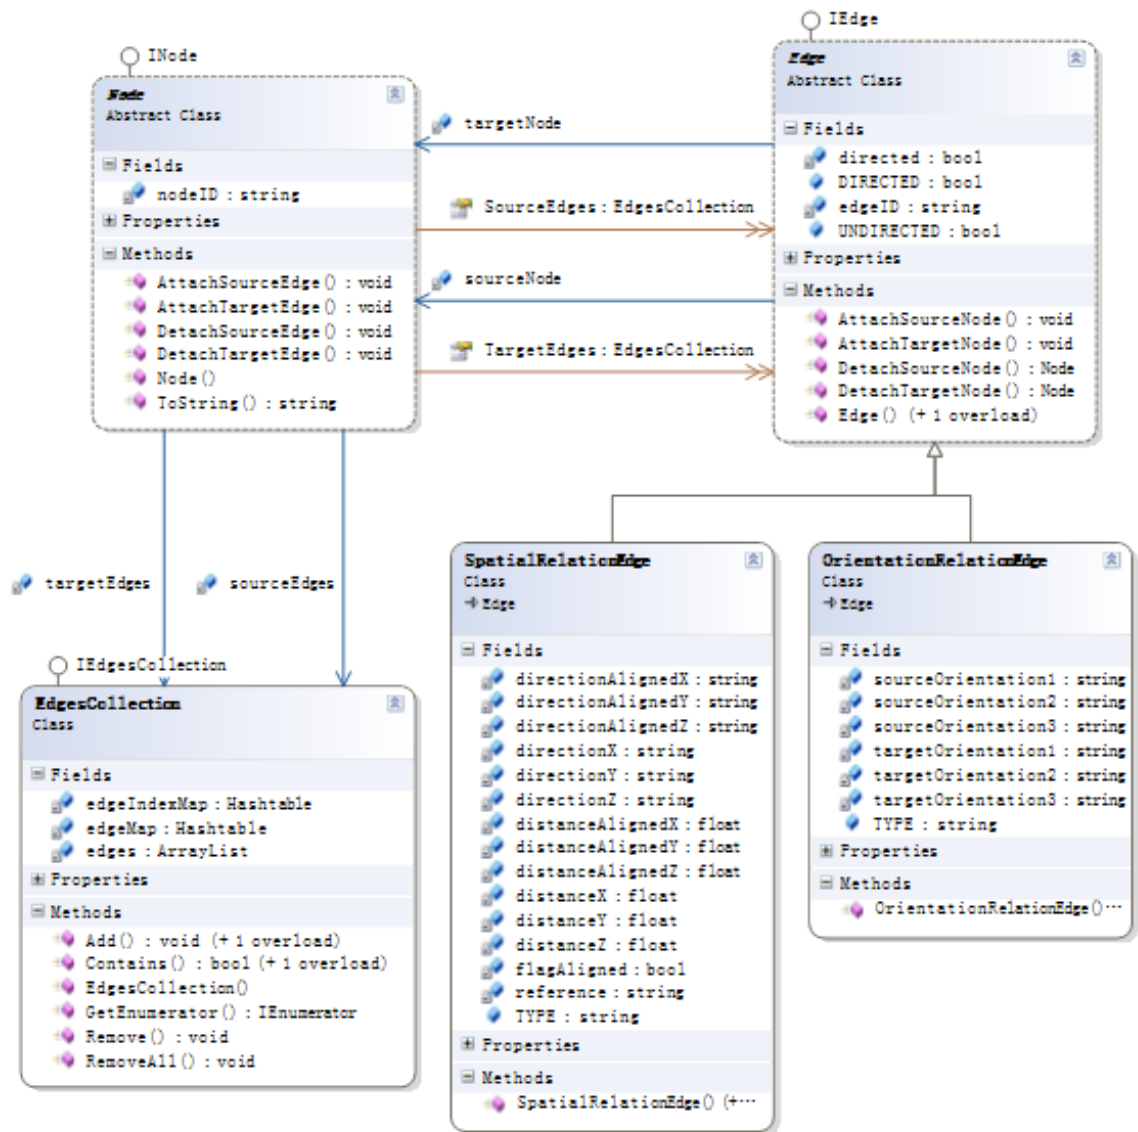 INode
Node
Abstract Class
Fields
nodeID : string
Properties
Methods
AttachSourceEdge() : void
AttachTargetEdge() : void
DetachSourceEdge() : void
DetachTargetEdge() : void
Node()
ToString() : string
targetNode
SourceEdges : EdgesCollection
sourceNode
TargetEdges : EdgesCollection
IEdge
Edge
Abstract Class
Fields
directed : bool
DIRECTED : bool
edgeID : string
UNDIRECTED : bool
Properties
Methods
AttachSourceNode() : void
AttachTargetNode() : void
DetachSourceNode() : Node
DetachTargetNode() : Node
Edge() (+ 1 overload)
targetEdges
sourceEdges
IEdgesCollection
EdgesCollection
Class
Fields
edgeIndexMap : Hashtable
edgeMap : Hashtable
edges : ArrayList
Properties
Methods
Add() : void (+ 1 overload)
Contains() : bool (+ 1 overload)
EdgesCollection()
GetEnumerator() : IEnumerator
Remove() : void
RemoveAll() : void
SpatialRelationEdge
Class
Edge
Fields
directionAlignedX : string
directionAlignedY : string
directionAlignedZ : string
directionX : string
directionY : string
directionZ : string
distanceAlignedX : float
distanceAlignedY : float
distanceAlignedZ : float
distanceX : float
distanceY : float
distanceZ : float
flagAligned : bool
reference : string
TYPE : string
Properties
Methods
SpatialRelationEdge() (+···
OrientationRelationEdge
Class
Edge
Fields
sourceOrientation1 : string
sourceOrientation2 : string
sourceOrientation3 : string
targetOrientation1 : string
targetOrientation2 : string
targetOrientation3 : string
TYPE : string
Properties
Methods
OrientationRelationEdge()···